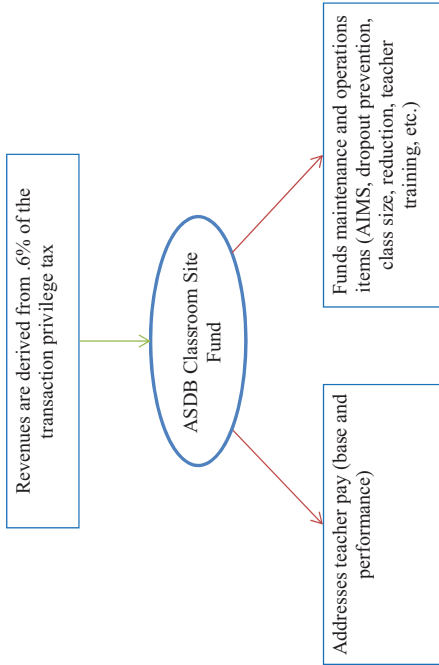 Revenues are derived from .6% of the
transaction privilege tax
ASDB Classroom Site
Fund
Addresses teacher pay (base and
performance)
Funds maintenance and operations
items (AIMS, dropout prevention,
class size, reduction, teacher
training, etc.)